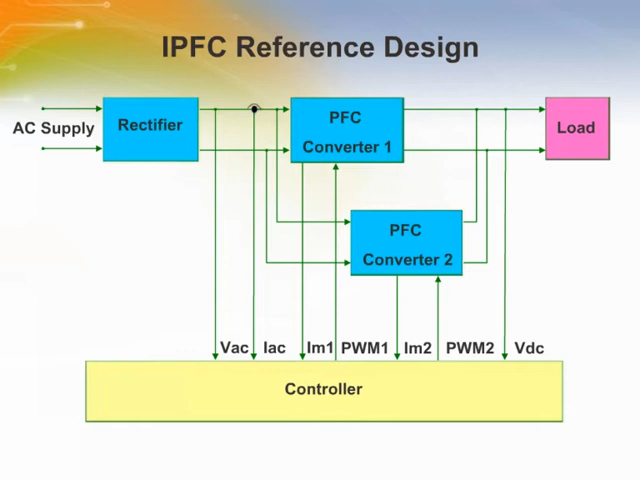 IPFC Reference Design
AC Supply
Rectifier
PFC
Converter 1
Load
PFC
Converter 2
Vac Iac Im1 PWM1 Im2 PWM2 Vdc
Controller